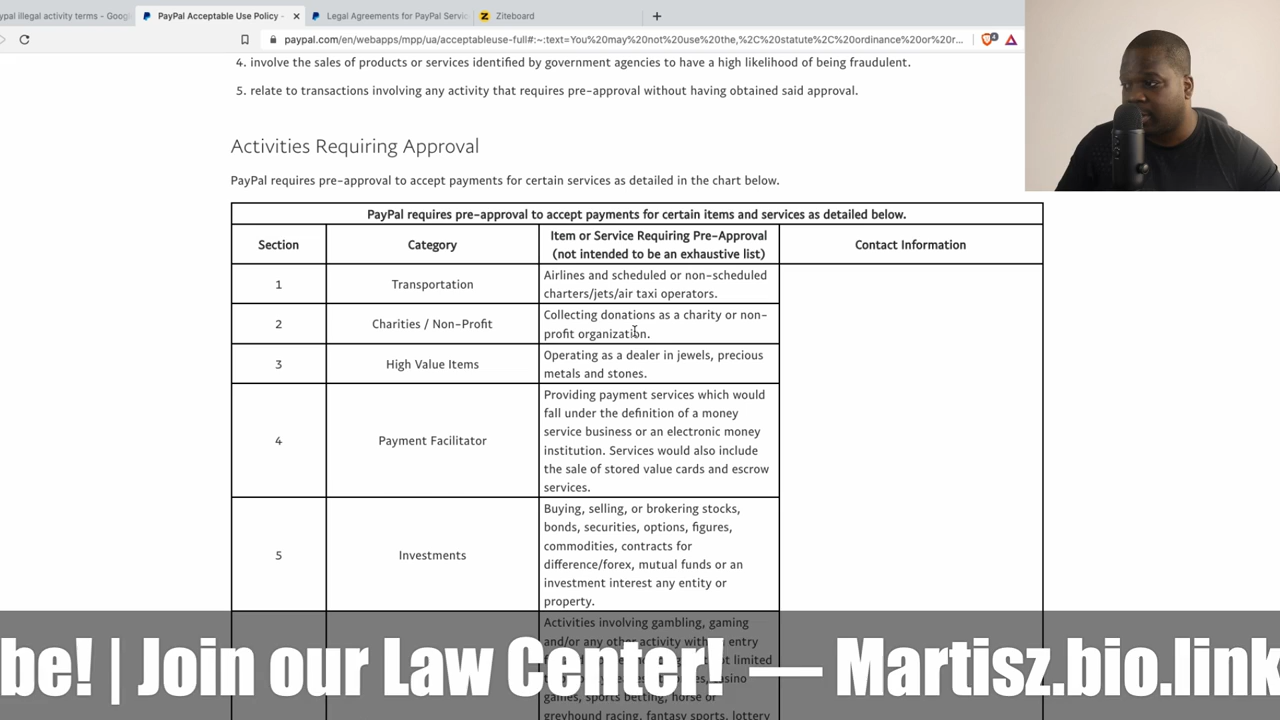 ypal illegal activity terms - Goog
PayPal Acceptable Use Policy -
Legal Agreements for PayPal Servic
Ziteboard
paypal.com/en/webapps/mpp/ua/acceptableuse-full#:~:text=You%20may%20not%20use%20the,%2C%20statute%2C%20ordinance%20or%20r...
4. involve the sales of products or services identified by government agencies to have a high likelihood of being fraudulent.
5. relate to transactions involving any activity that requires pre-approval without having obtained said approval.
Activities Requiring Approval
PayPal requires pre-approval to accept payments for certain services as detailed in the chart below.
PayPal requires pre-approval to accept payments for certain items and services as detailed below.
Section
Category
Item or Service Requiring Pre-Approval
(not intended to be an exhaustive list)
Contact Information
1
Transportation
Airlines and scheduled or non-scheduled
charters/jets/air taxi operators.
2
Charities / Non-Profit
Collecting donations as a charity or non-
profit organization.
3
High Value Items
Operating as a dealer in jewels, precious
metals and stones.
4
Payment Facilitator
Providing payment services which would
fall under the definition of a money
service business or an electronic money
institution. Services would also include
the sale of stored value cards and escrow
services.
5
Investments
Buying, selling, or brokering stocks,
bonds, securities, options, figures,
commodities, contracts for
difference/forex, mutual funds or an
investment interest any entity or
property.
Activities involving gambling, gaming
and/or any other activity with entry
limited
games, sports betting, horse or
greyhound racing, fantasy sports, lottery
be! | Join our Law Center! — Martisz.bio.link